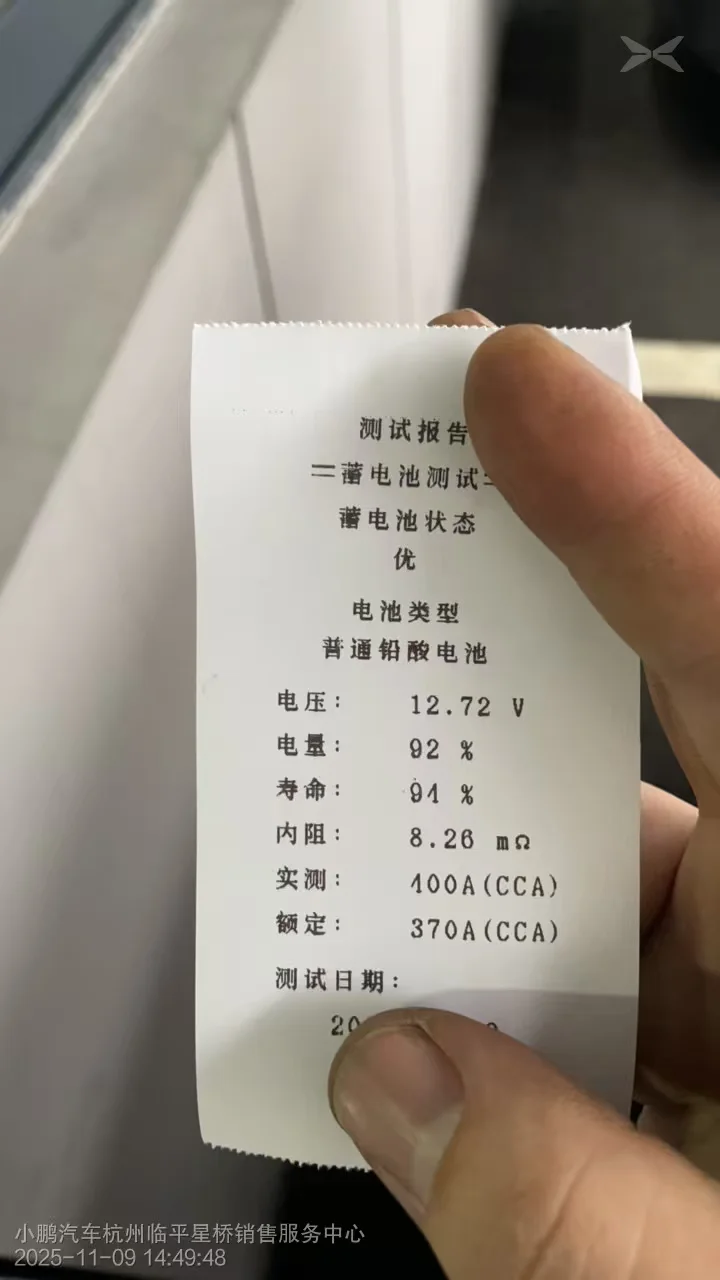 测试报告
=蓄电池测试=
蓄电池状态
优
电池类型
普通铅酸电池
电压: 12.72 V
电量: 92 %
寿命: 91 %
内阻: 8.26 mΩ
实测: 400A(CCA)
额定: 370A(CCA)
测试日期:
20
小鹏汽车杭州临平星桥销售服务中心
2025-11-09 14:49:48